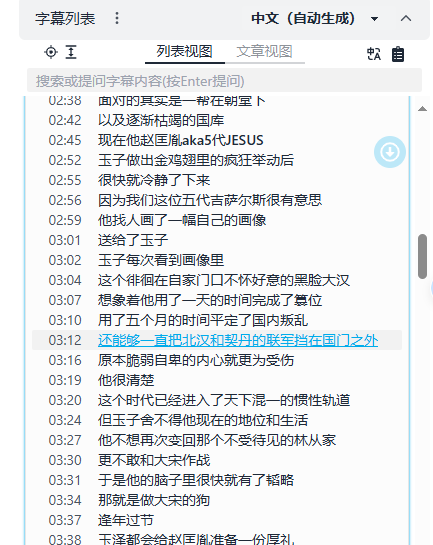 字幕列表
中文（自动生成）
列表视图 文章视图
搜索或提问字幕内容(按Enter提问)
02:38 面对的真实是一帮在朝堂下
02:42 以及逐渐枯竭的国库
02:45 现在他赵匡胤aka5代JESUS
02:52 玉子做出金鸡翅里的疯狂举动后
02:55 很快就冷静了下来
02:56 因为我们这位五代吉萨尔斯很有意思
02:59 他找人画了一幅自己的画像
03:01 送给了玉子
03:02 玉子每次看到画像里
03:04 这个徘徊在自家门口不怀好意的黑脸大汉
03:07 想象着他用了一天的时间完成了篡位
03:10 用了五个月的时间平定了国内叛乱
03:12 还能够一直把北汉和契丹的联军挡在国门之外
03:16 原本脆弱自卑的内心就更为受伤
03:19 他很清楚
03:20 这个时代已经进入了天下混一的惯性轨道
03:24 但玉子舍不得他现在的地位和生活
03:27 他不想再次变回那个不受待见的林从家
03:30 更不敢和大宋作战
03:31 于是他的脑子里很快就有了韬略
03:34 那就是做大宋的狗
03:37 逢年过节
03:38 玉泽都会给赵匡胤准备一份厚礼